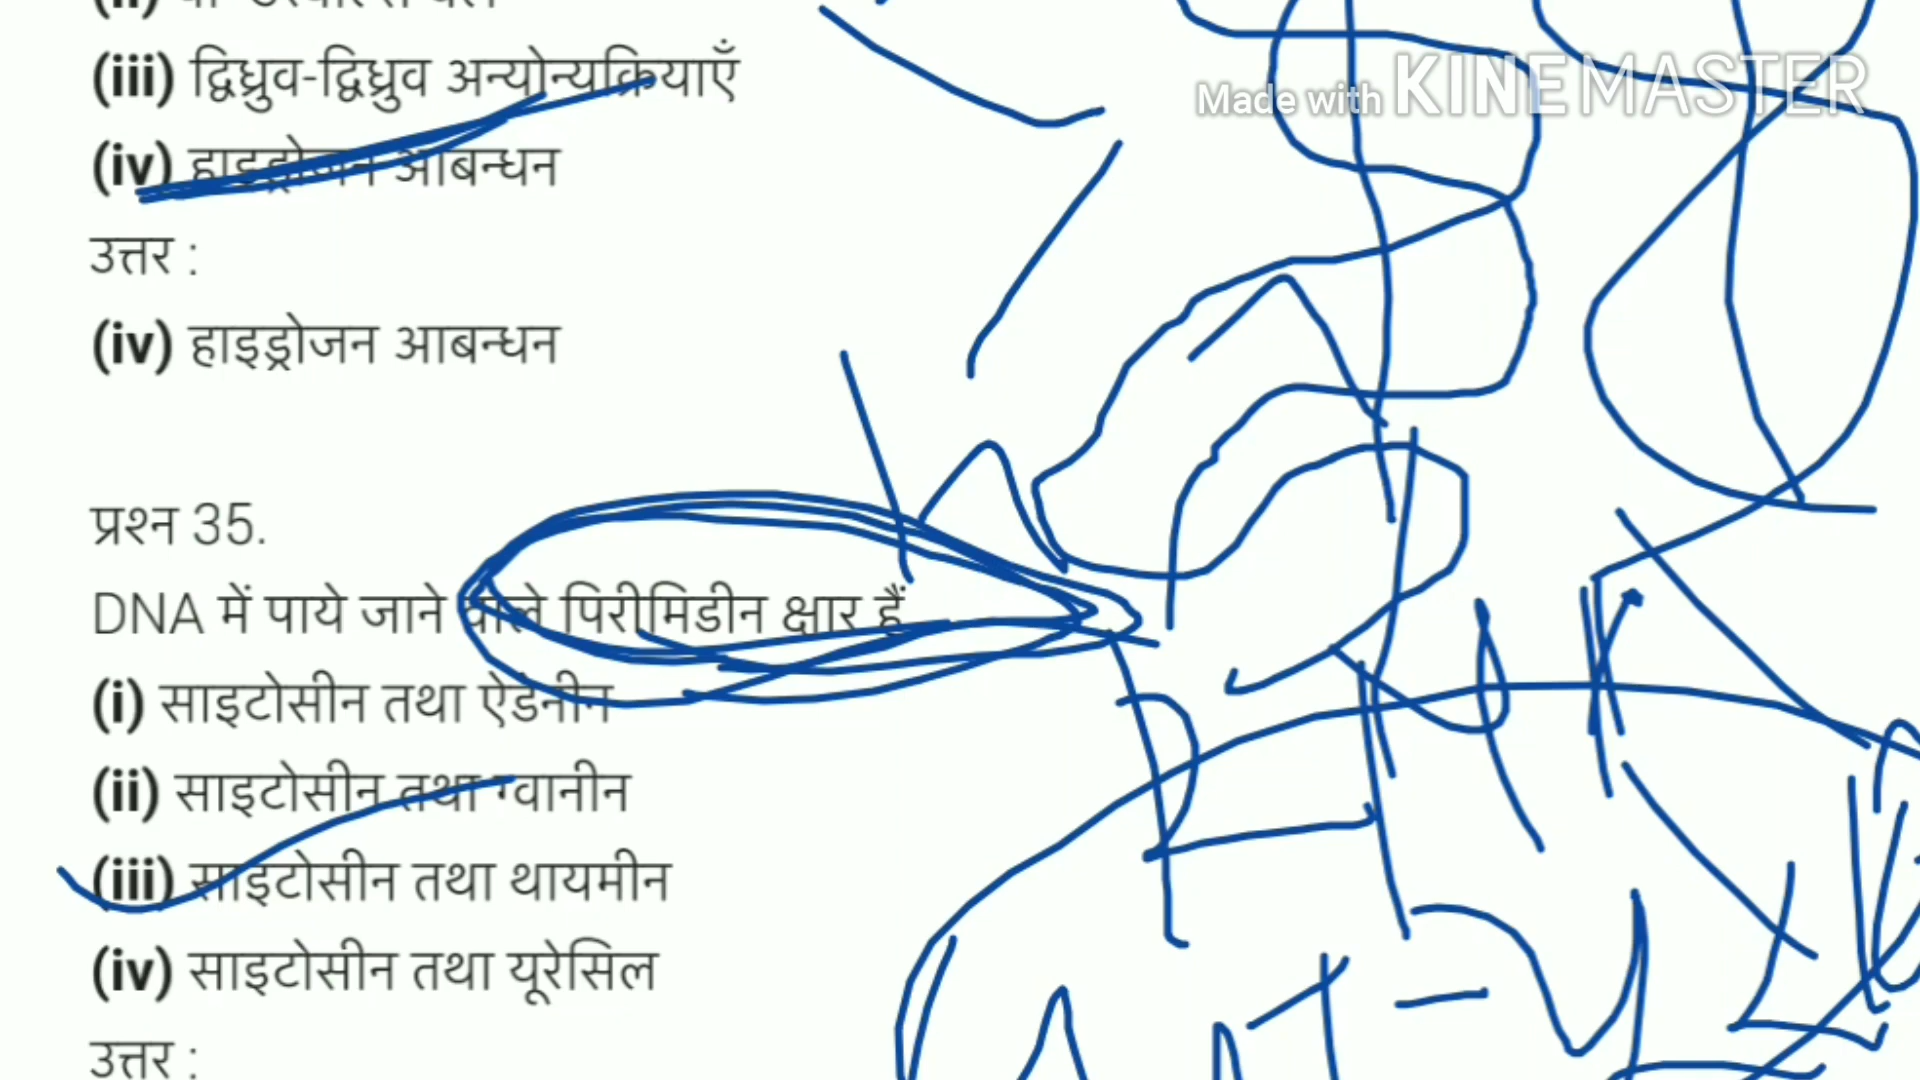 (iii) द्विध्रुव-द्विध्रुव अन्योन्यक्रियाएँ
Made with KINEMASTER
(iv) हाइड्रोजन आबन्धन
उत्तर :
(iv) हाइड्रोजन आबन्धन
प्रश्न 35.
DNA में पाये जाने वाले पिरीमिडीन क्षार हैं
(i) साइटोसीन तथा ऐडेनीन
(ii) साइटोसीन तथा ग्वानीन
(iii) साइटोसीन तथा थायमीन
(iv) साइटोसीन तथा यूरेसिल
उत्तर :